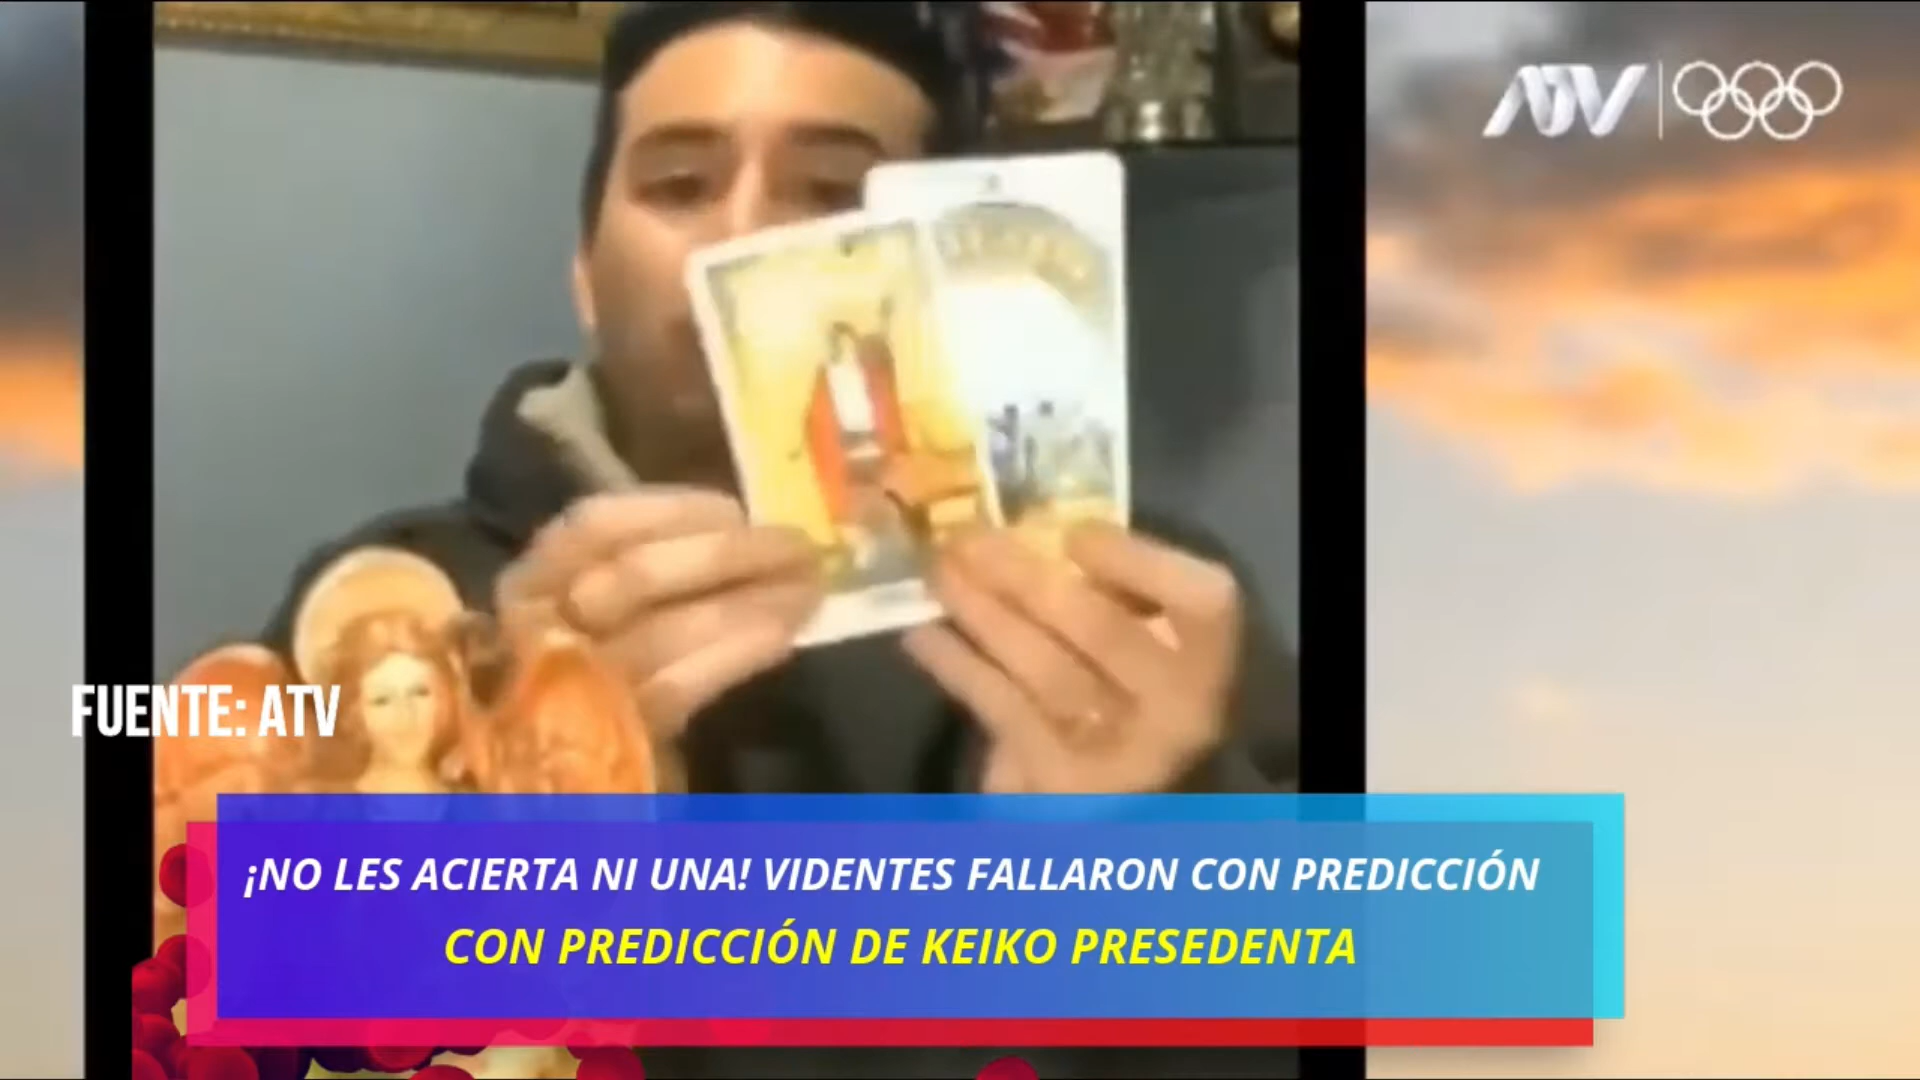 ATV
FUENTE: ATV
¡NO LES ACIERTA NI UNA! VIDENTES FALLARON CON PREDICCIÓN
CON PREDICCIÓN DE KEIKO PRESEDENTA